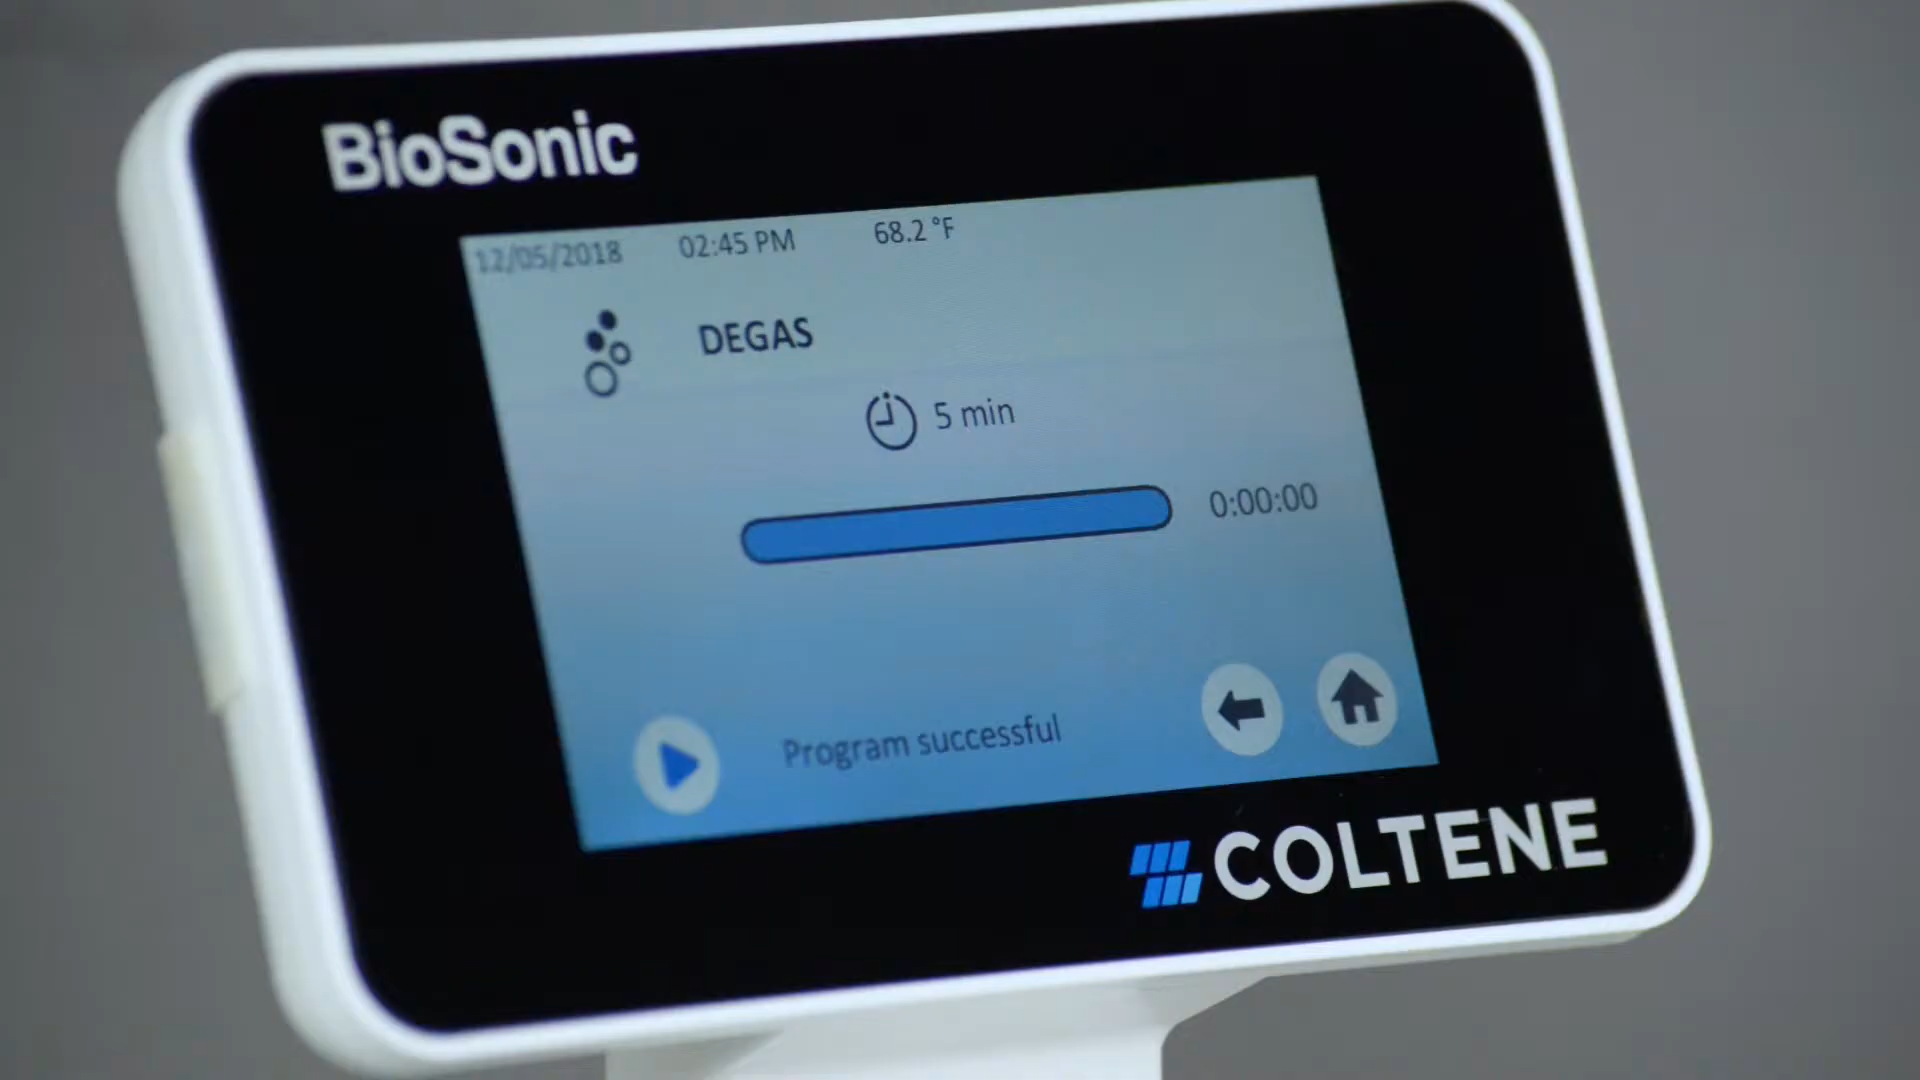 BioSonic
12/05/2018 02:45 PM 68.2 °F
DEGAS
5 min
0:00:00
Program successful
COLTENE